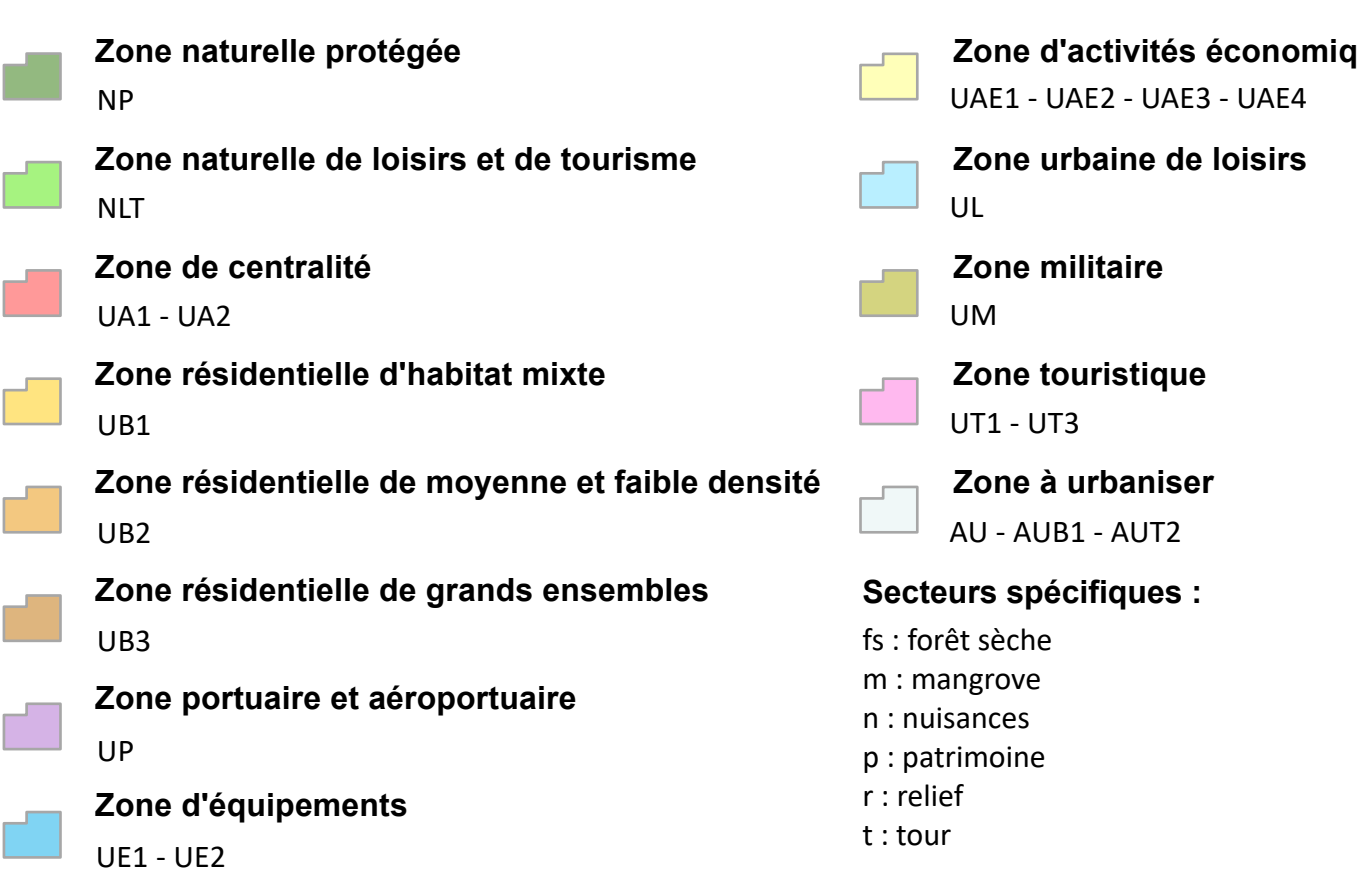 Zone naturelle protégée
NP
Zone naturelle de loisirs et de tourisme
NLT
Zone de centralité
UA1 - UA2
Zone résidentielle d'habitat mixte
UB1
Zone résidentielle de moyenne et faible densité
UB2
Zone résidentielle de grands ensembles
UB3
Zone portuaire et aéroportuaire
UP
Zone d'équipements
UE1 - UE2
Zone d'activités économiq
UAE1 - UAE2 - UAE3 - UAE4
Zone urbaine de loisirs
UL
Zone militaire
UM
Zone touristique
UT1 - UT3
Zone à urbaniser
AU - AUB1 - AUT2
Secteurs spécifiques :
fs : forêt sèche
m : mangrove
n : nuisances
p : patrimoine
r : relief
t : tour